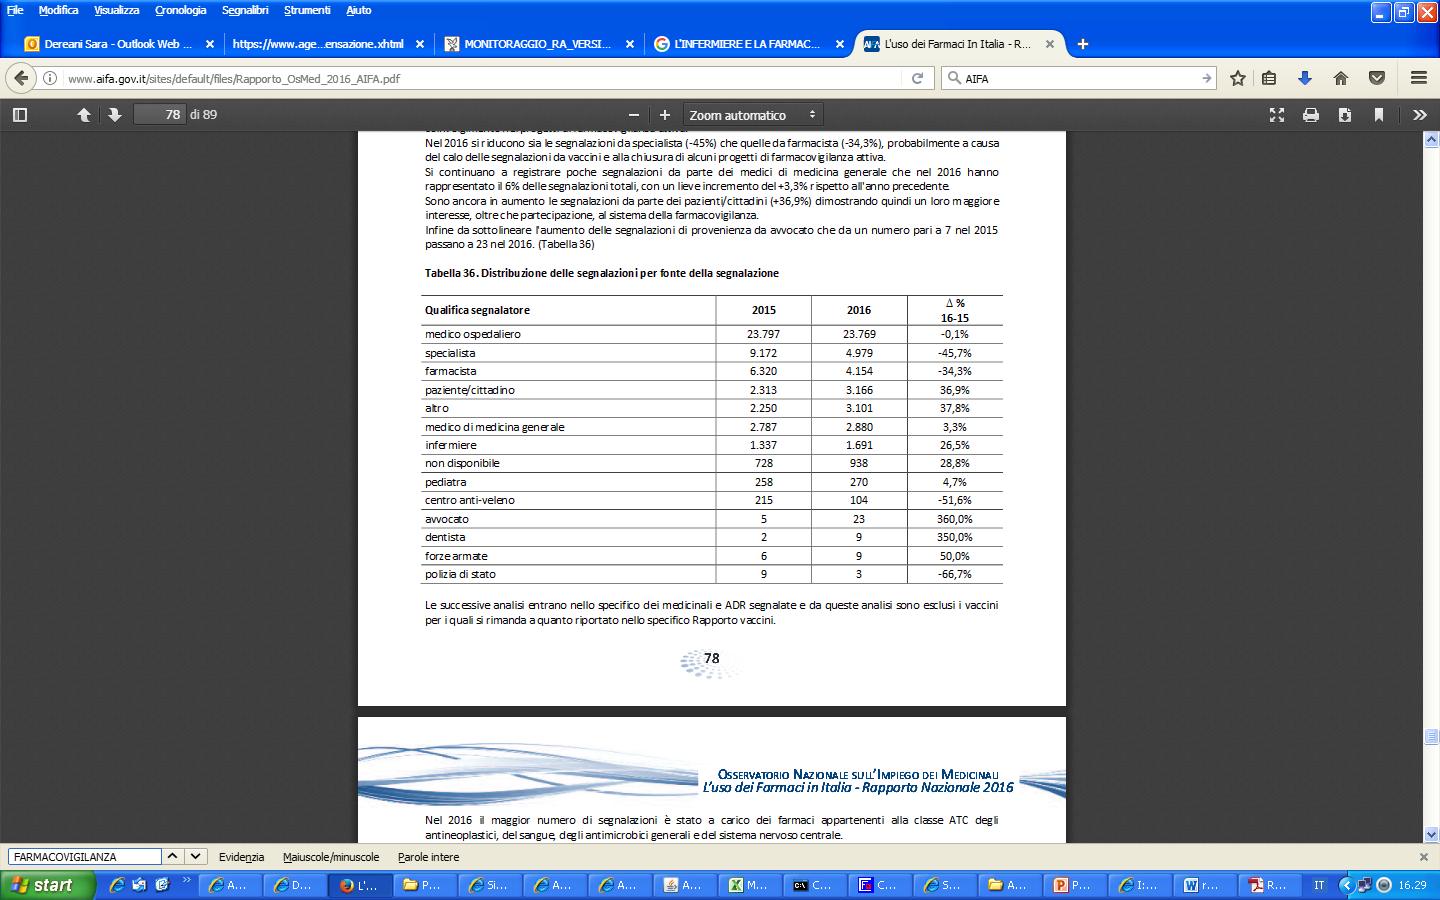 File Modifica Visualizza Cronologia Segnalibri Strumenti Aiuto
Dereani Sara - Outlook Web ... × https://www.age...ensazione.xhtml × MONITORAGGIO_RA_VERSI... × L'INFERMIERE E LA FARMAC... × L'uso dei Farmaci In Italia - R... × +
www.aifa.gov.it/sites/default/files/Rapporto_OsMed_2016_AIFA.pdf AIFA
78 di 89 Zoom automatico
Nel 2016 si riducono sia le segnalazioni da specialista (-45%) che quelle da farmacista (-34,3%), probabilmente a causa
del calo delle segnalazioni da vaccini e alla chiusura di alcuni progetti di farmacovigilanza attiva.
Si continuano a registrare poche segnalazioni da parte dei medici di medicina generale che nel 2016 hanno
rappresentato il 6% delle segnalazioni totali, con un lieve incremento del +3,3% rispetto all'anno precedente.
Sono ancora in aumento le segnalazioni da parte dei pazienti/cittadini (+36,9%) dimostrando quindi un loro maggiore
interesse, oltre che partecipazione, al sistema della farmacovigilanza.
Infine da sottolineare l'aumento delle segnalazioni di provenienza da avvocato che da un numero pari a 7 nel 2015
passano a 23 nel 2016. (Tabella 36)
Tabella 36. Distribuzione delle segnalazioni per fonte della segnalazione
Qualifica segnalatore 2015 2016 Δ % 16-15
medico ospedaliero 23.797 23.769 -0,1%
specialista 9.172 4.979 -45,7%
farmacista 6.320 4.154 -34,3%
paziente/cittadino 2.313 3.166 36,9%
altro 2.250 3.101 37,8%
medico di medicina generale 2.787 2.880 3,3%
infermiere 1.337 1.691 26,5%
non disponibile 728 938 28,8%
pediatra 258 270 4,7%
centro anti-veleno 215 104 -51,6%
avvocato 5 23 360,0%
dentista 2 9 350,0%
forze armate 6 9 50,0%
polizia di stato 9 3 -66,7%
Le successive analisi entrano nello specifico dei medicinali e ADR segnalate e da queste analisi sono esclusi i vaccini
per i quali si rimanda a quanto riportato nello specifico Rapporto vaccini.
78
Osservatorio Nazionale sull'Impiego dei Medicinali
L'uso dei Farmaci in Italia - Rapporto Nazionale 2016
Nel 2016 il maggior numero di segnalazioni è stato a carico dei farmaci appartenenti alla classe ATC degli
antineoplastici, del sangue, degli antimicrobici generali e del sistema nervoso centrale.
FARMACOVIGILANZA Evidenzia Maiuscole/minuscole Parole intere
start A... D... L'... P... Si... A... A... A... M... C... C... S... A... P... I:... r... R... IT 16.29